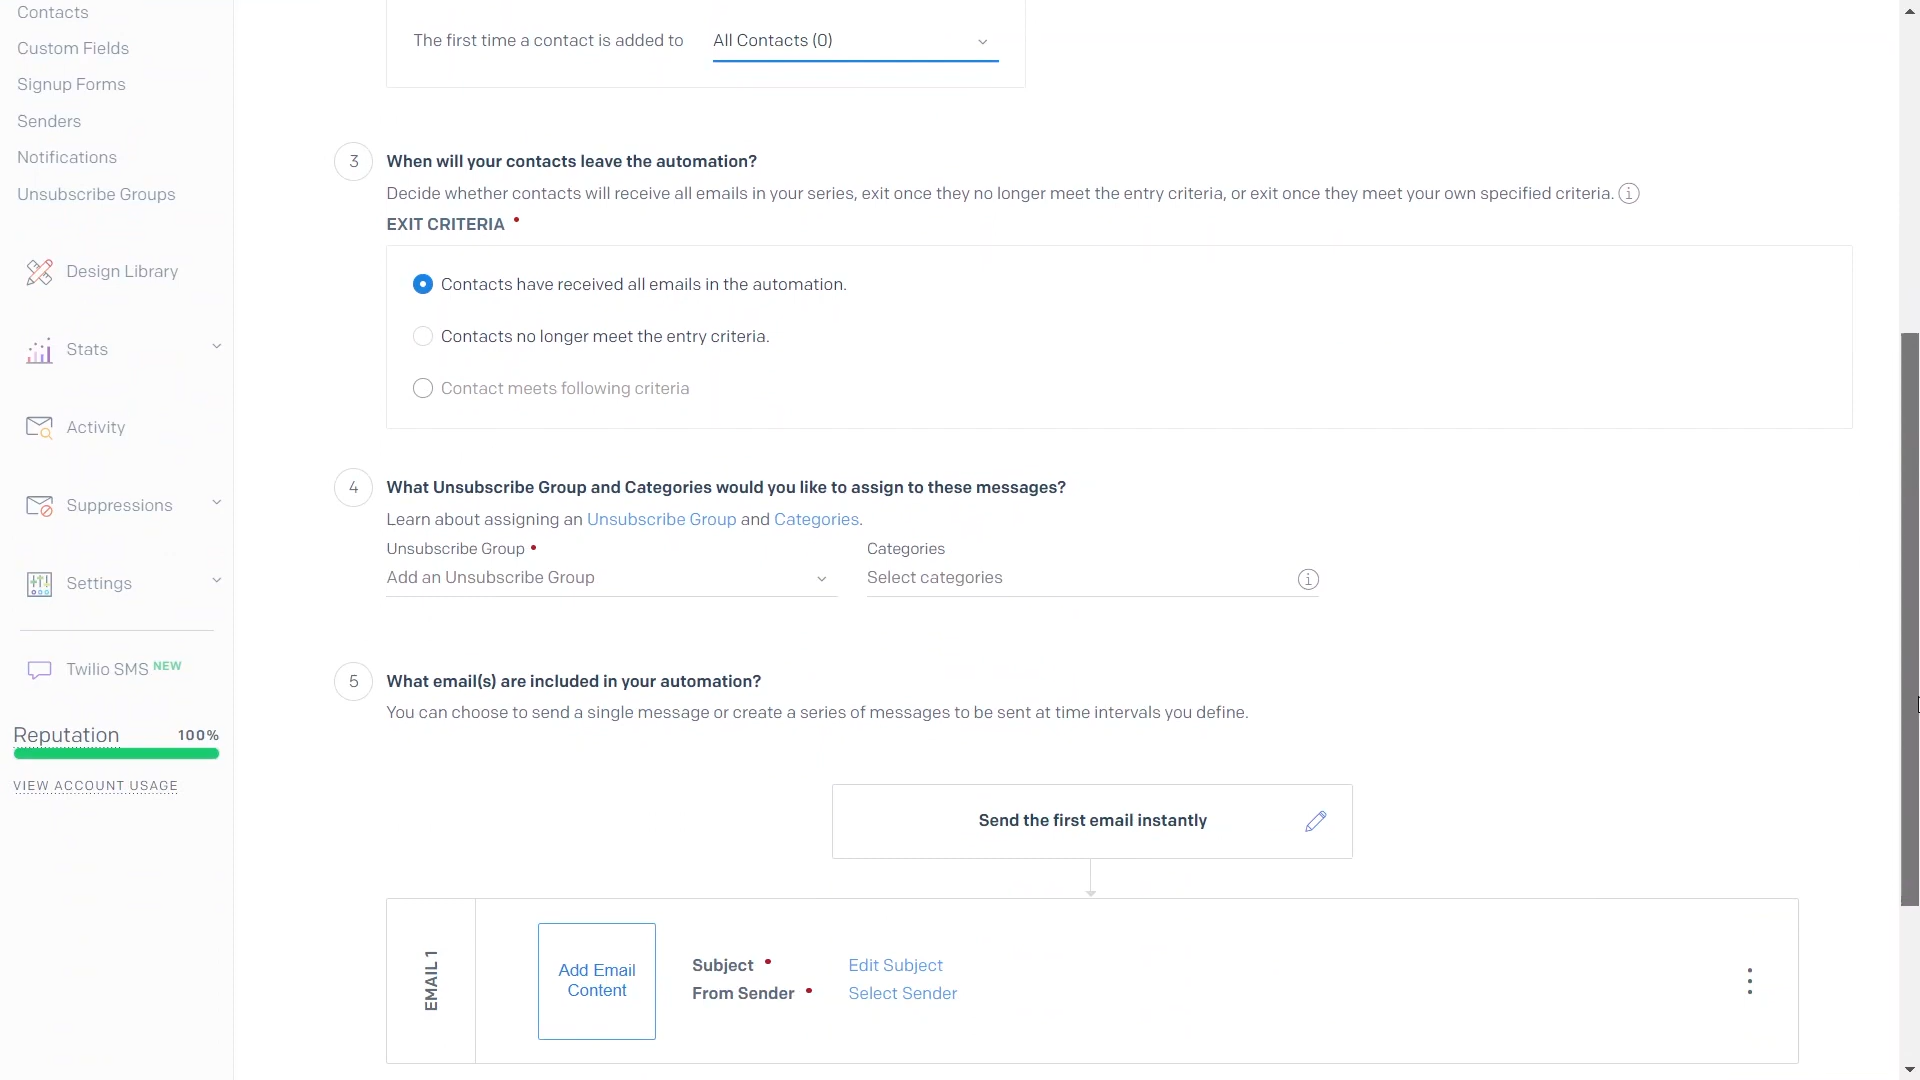 Contacts
Custom Fields
Signup Forms
Senders
Notifications
Unsubscribe Groups
Design Library
Stats
Activity
Suppressions
Settings
Twilio SMS NEW
Reputation 100%
VIEW ACCOUNT USAGE
The first time a contact is added to All Contacts (0)
3 When will your contacts leave the automation?
Decide whether contacts will receive all emails in your series, exit once they no longer meet the entry criteria, or exit once they meet your own specified criteria.
EXIT CRITERIA
Contacts have received all emails in the automation.
Contacts no longer meet the entry criteria.
Contact meets following criteria
4 What Unsubscribe Group and Categories would you like to assign to these messages?
Learn about assigning an Unsubscribe Group and Categories.
Unsubscribe Group Categories
Add an Unsubscribe Group Select categories
5 What email(s) are included in your automation?
You can choose to send a single message or create a series of messages to be sent at time intervals you define.
Send the first email instantly
EMAIL 1
Add Email
Content
Subject Edit Subject
From Sender Select Sender